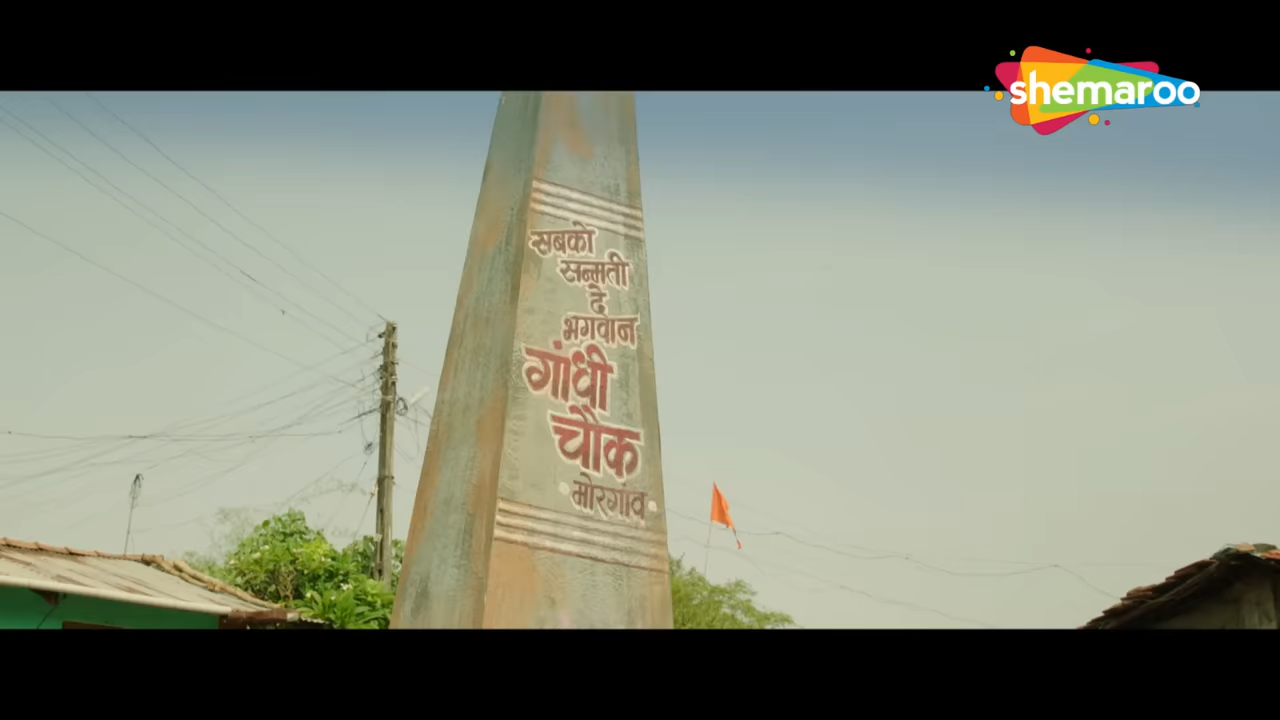 shemaroo
सबको
सन्मती
दे
भगवान
गांधी
चौक
मोरगांव